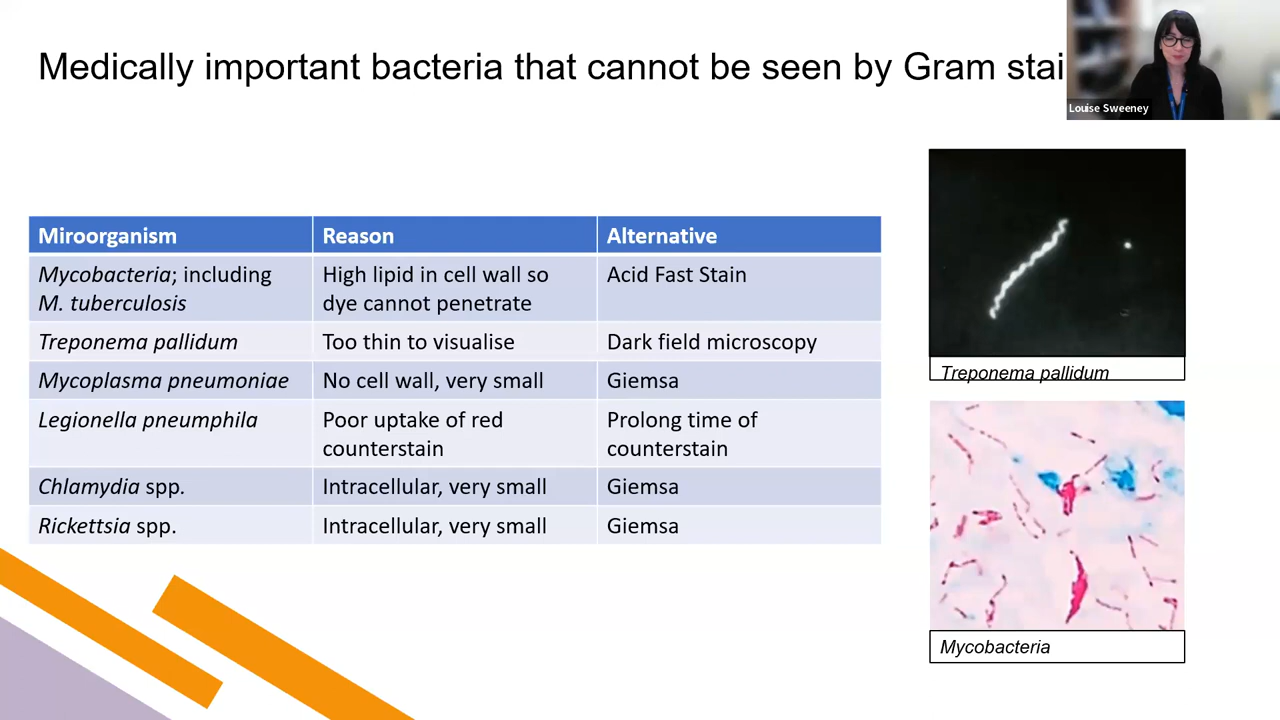 Medically important bacteria that cannot be seen by Gram stai
Louise Sweeney
Miroorganism Reason Alternative
Mycobacteria; including High lipid in cell wall so Acid Fast Stain
M. tuberculosis dye cannot penetrate
Treponema pallidum Too thin to visualise Dark field microscopy
Mycoplasma pneumoniae No cell wall, very small Giemsa
Legionella pneumphila Poor uptake of red Prolong time of
counterstain counterstain
Chlamydia spp. Intracellular, very small Giemsa
Rickettsia spp. Intracellular, very small Giemsa
Treponema pallidum
Mycobacteria